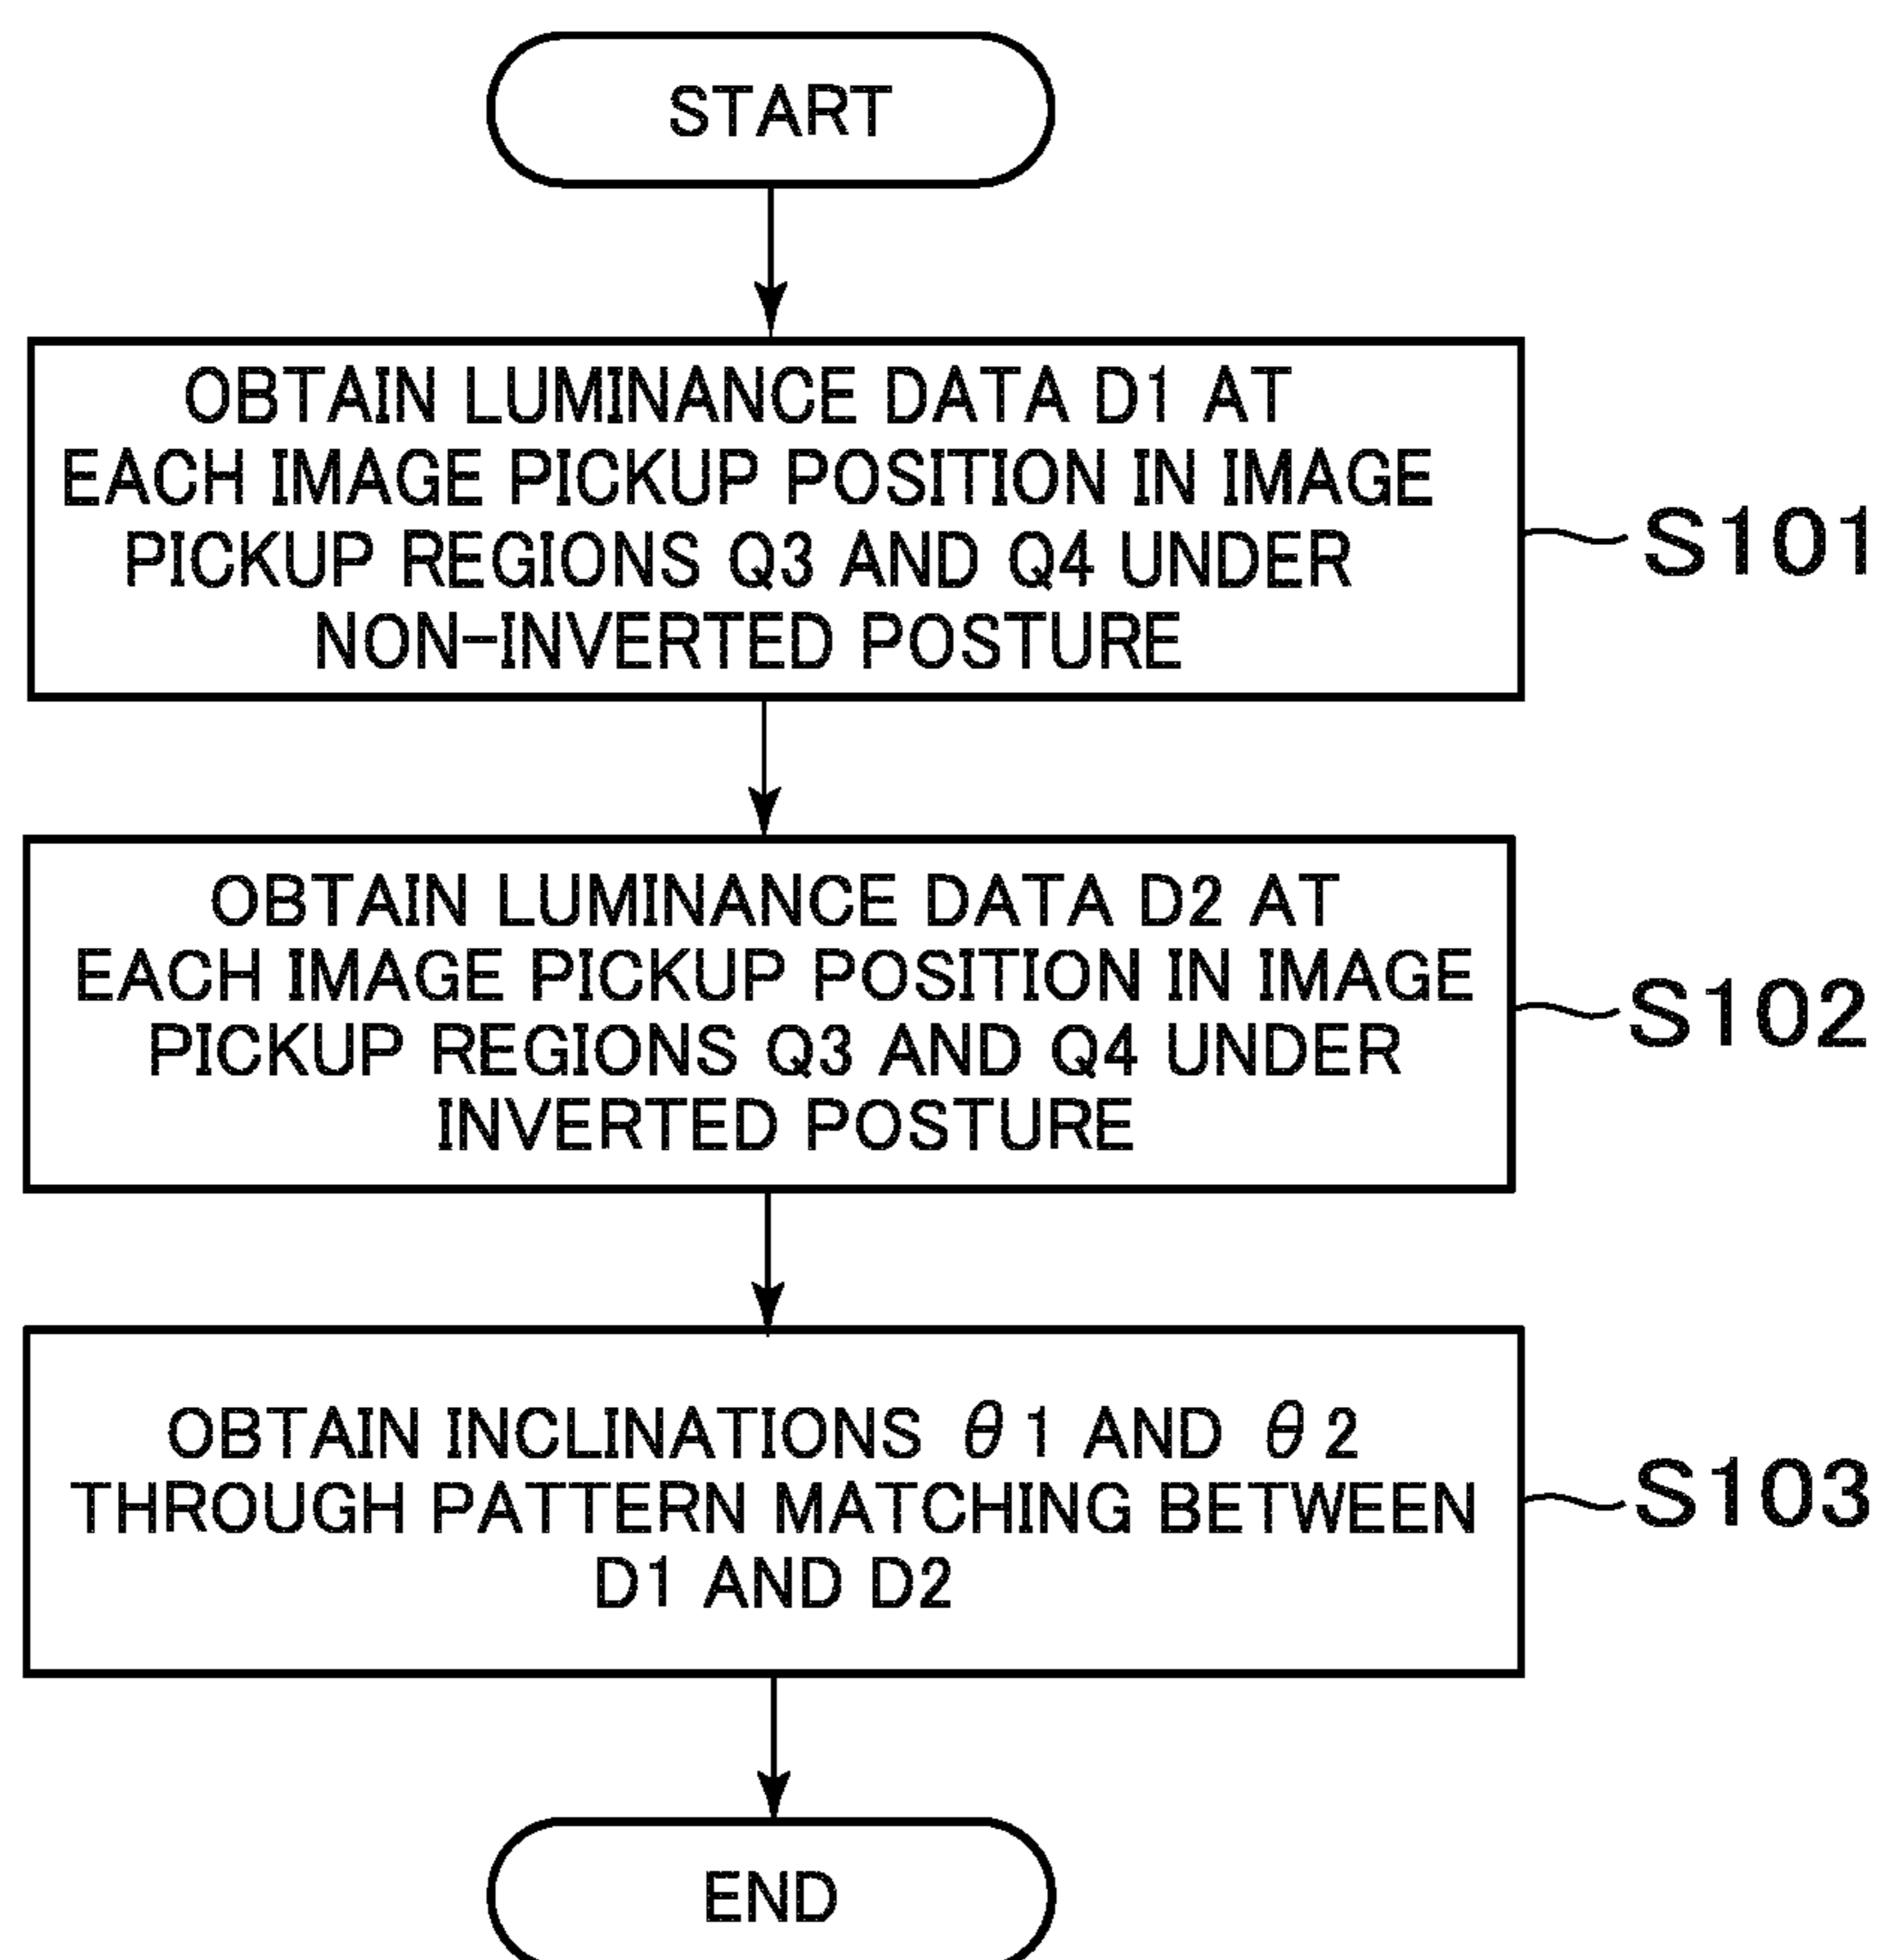 START
OBTAIN LUMINANCE DATA D1 AT
EACH IMAGE PICKUP POSITION IN IMAGE
PICKUP REGIONS Q3 AND Q4 UNDER
NON-INVERTED POSTURE
S101
OBTAIN LUMINANCE DATA D2 AT
EACH IMAGE PICKUP POSITION IN IMAGE
PICKUP REGIONS Q3 AND Q4 UNDER
INVERTED POSTURE
S102
OBTAIN INCLINATIONS θ1 AND θ2
THROUGH PATTERN MATCHING BETWEEN
D1 AND D2
S103
END